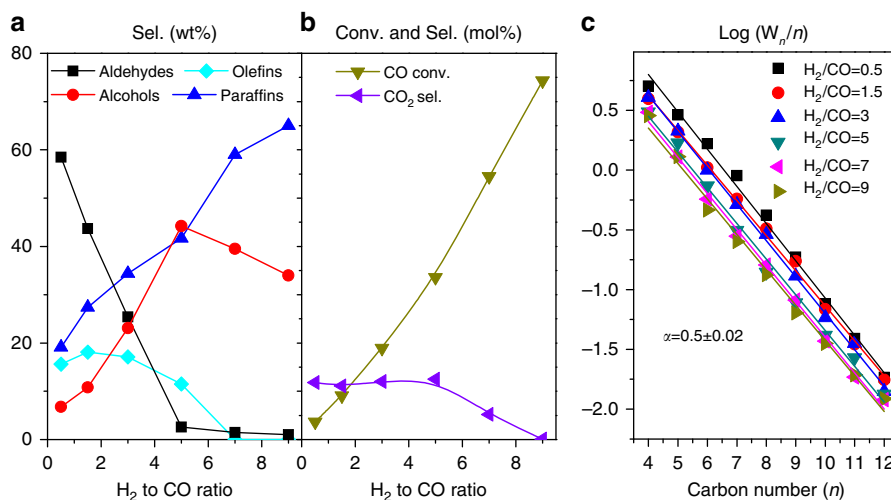 a
Sel. (wt%)
Aldehydes
Olefins
Alcohols
Paraffins
80
60
40
20
0
0 2 4 6 8
H2 to CO ratio
b
Conv. and Sel. (mol%)
CO conv.
CO2 sel.
0 2 4 6 8
H2 to CO ratio
c
Log (Wn/n)
H2/CO=0.5
H2/CO=1.5
H2/CO=3
H2/CO=5
H2/CO=7
H2/CO=9
0.5
0.0
−0.5
−1.0
−1.5
−2.0
α=0.5±0.02
4 5 6 7 8 9 10 11 12
Carbon number (n)